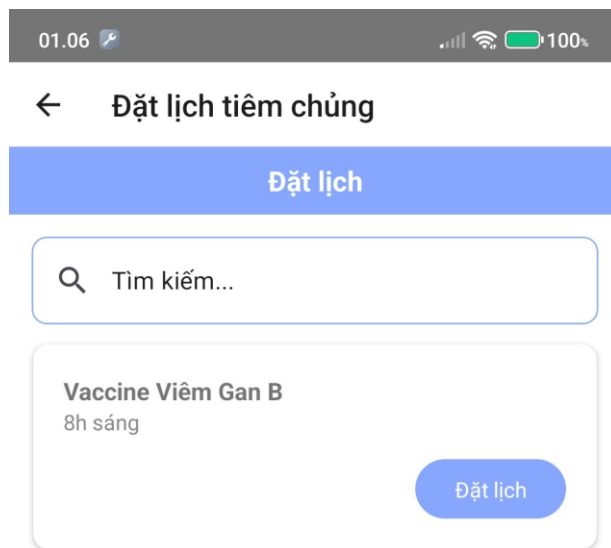 01.06 100%
Đặt lịch tiêm chủng
Đặt lịch
Tìm kiếm...
Vaccine Viêm Gan B
8h sáng
Đặt lịch